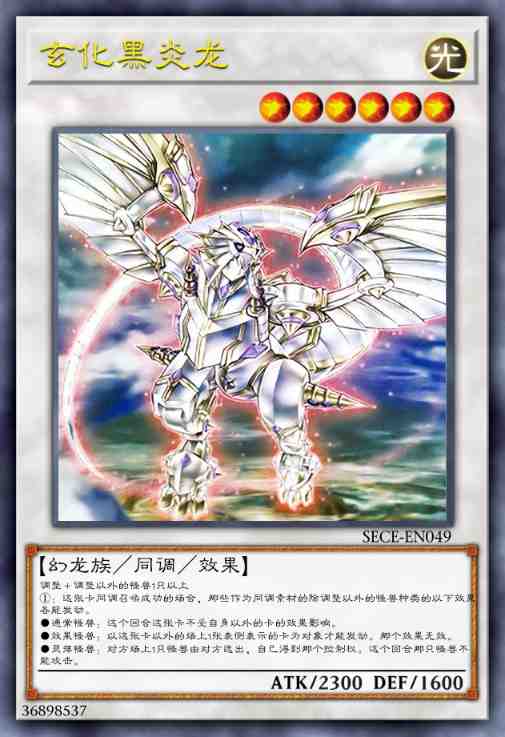 玄化黑炎龙
光
SECE-EN049
【幻龙族／同调／效果】
调整＋调整以外的怪兽1只以上
①：这张卡同调召唤成功的场合，那些作为同调素材的除调整以外的怪兽种类的以下效果
各能发动。
●通常怪兽：这个回合这张卡不受自身以外的卡的效果影响。
●效果怪兽：以这张卡以外的场上1张表侧表示的卡为对象才能发动。那个效果无效。
●灵摆怪兽：对方场上1只怪兽由对方选出，自己得到那个控制权。这个回合那只怪兽不
能攻击。
ATK/2300 DEF/1600
36898537